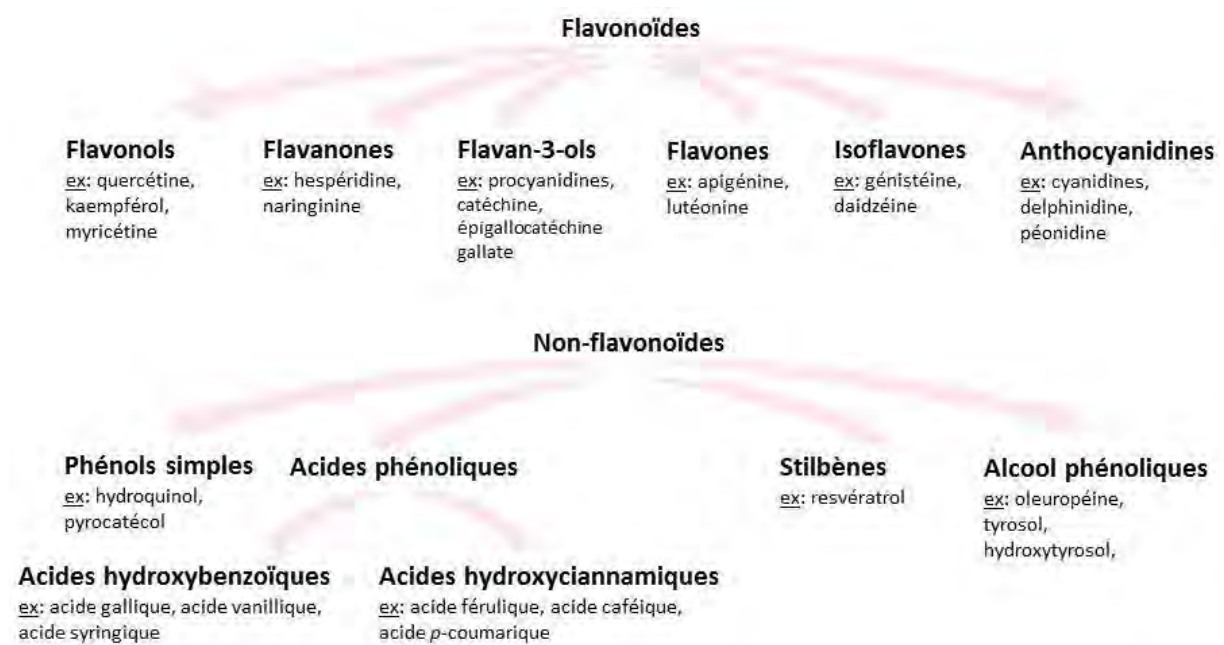 Flavonoïdes
Flavonols
ex: quercétine,
kaempférol,
myricétine
Flavanones
ex: hespéridine,
naringinine
Flavan-3-ols
ex: procyanidines,
catéchine,
épigallocatéchine
gallate
Flavones
ex: apigénine,
lutéonine
Isoflavones
ex: génistéine,
daidzéine
Anthocyanidines
ex: cyanidines,
delphinidine,
péonidine
Non-flavonoïdes
Phénols simples
ex: hydroquinol,
pyrocatécol
Acides phénoliques
Acides hydroxybenzoïques
ex: acide gallique, acide vanillique,
acide syringique
Acides hydroxyciannamiques
ex: acide férulique, acide caféique,
acide p-coumarique
Stilbènes
ex: resvératrol
Alcool phénoliques
ex: oleuropéine,
tyrosol,
hydroxytyrosol,